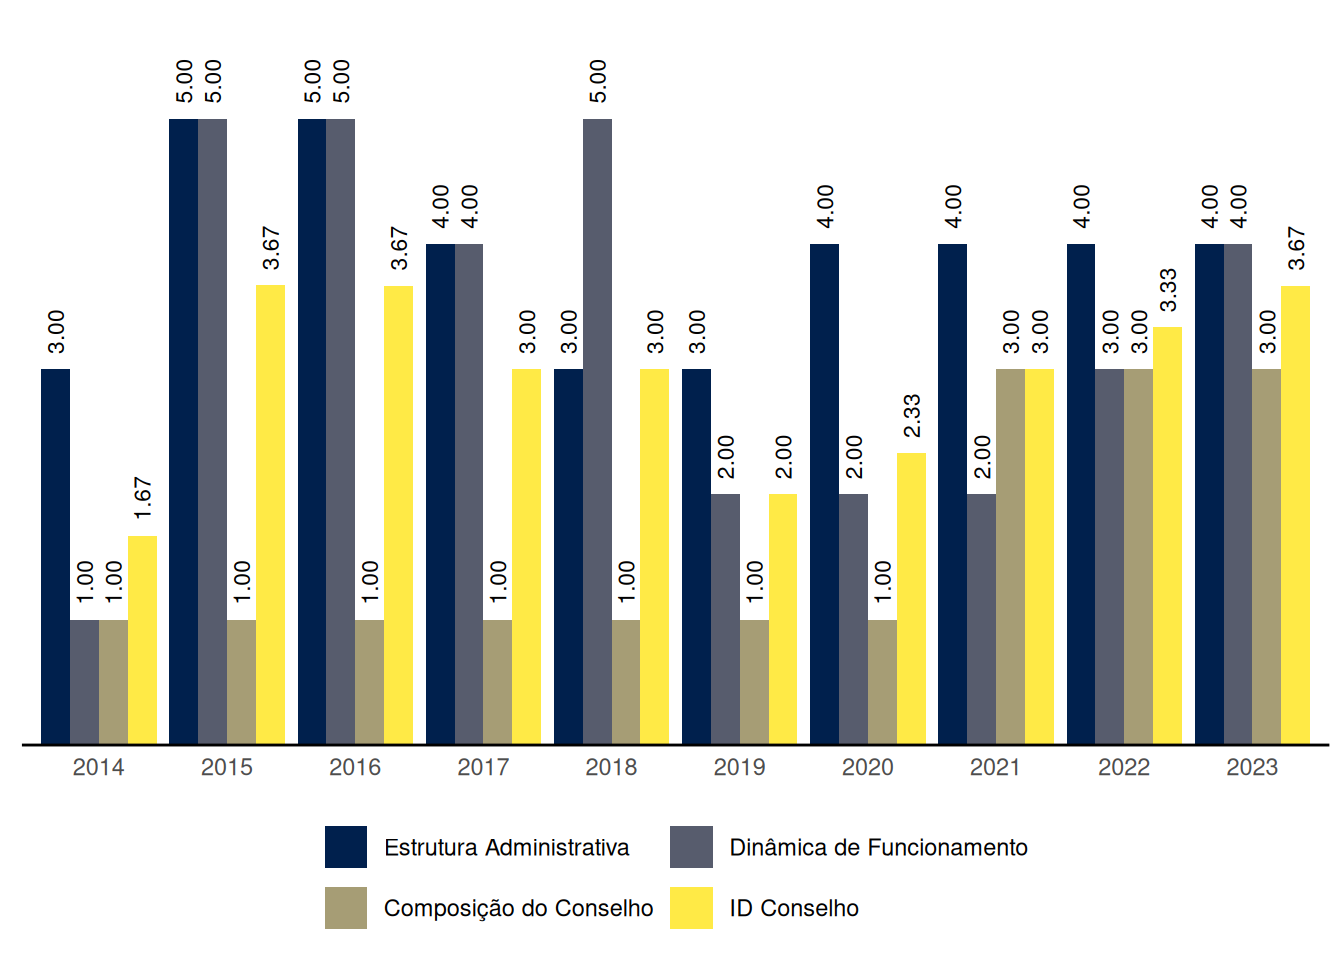 5.00 5.00 5.00 5.00 5.00
4.00 4.00 4.00 4.00 4.00 4.00 4.00
3.67 3.67 3.67
3.33
3.00 3.00 3.00 3.00 3.00 3.00 3.00 3.00 3.00 3.00
2.33
2.00 2.00 2.00 2.00
1.67
1.00 1.00 1.00 1.00 1.00 1.00 1.00 1.00
2014 2015 2016 2017 2018 2019 2020 2021 2022 2023
Estrutura Administrativa Dinâmica de Funcionamento
Composição do Conselho ID Conselho